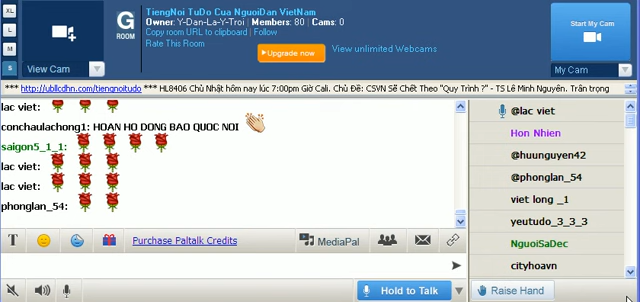 XL
L
M
S
View Cam
G
ROOM
TiengNoi TuDo Cua NguoiDan VietNam
Owner: Y-Dan-La-Y-Troi | Members: 80 | Cams: 0
Copy room URL to clipboard | Follow
Rate This Room
Upgrade now
View unlimited Webcams
Start My Cam
My Cam
*** http://ubllcdhn.com/tiengnoitudo *** HL8406 Chủ Nhật hôm nay lúc 7:00pm Giờ Cali. Chủ Đề: CSVN Sẽ Chết Theo "Quy Trình ?" - TS Lê Minh Nguyên. Trân trọng
lac viet:
conchaulachong1: HOAN HO DONG BAO QUOC NOI
saigon5_1_1:
lac viet:
lac viet:
phonglan_54:
@lac viet
Hon Nhien
@huunguyen42
@phonglan_54
viet long _1
yeutudo_3_3_3
NguoiSaDec
cityhoavn
T
Purchase Paltalk Credits
MediaPal
Hold to Talk
Raise Hand